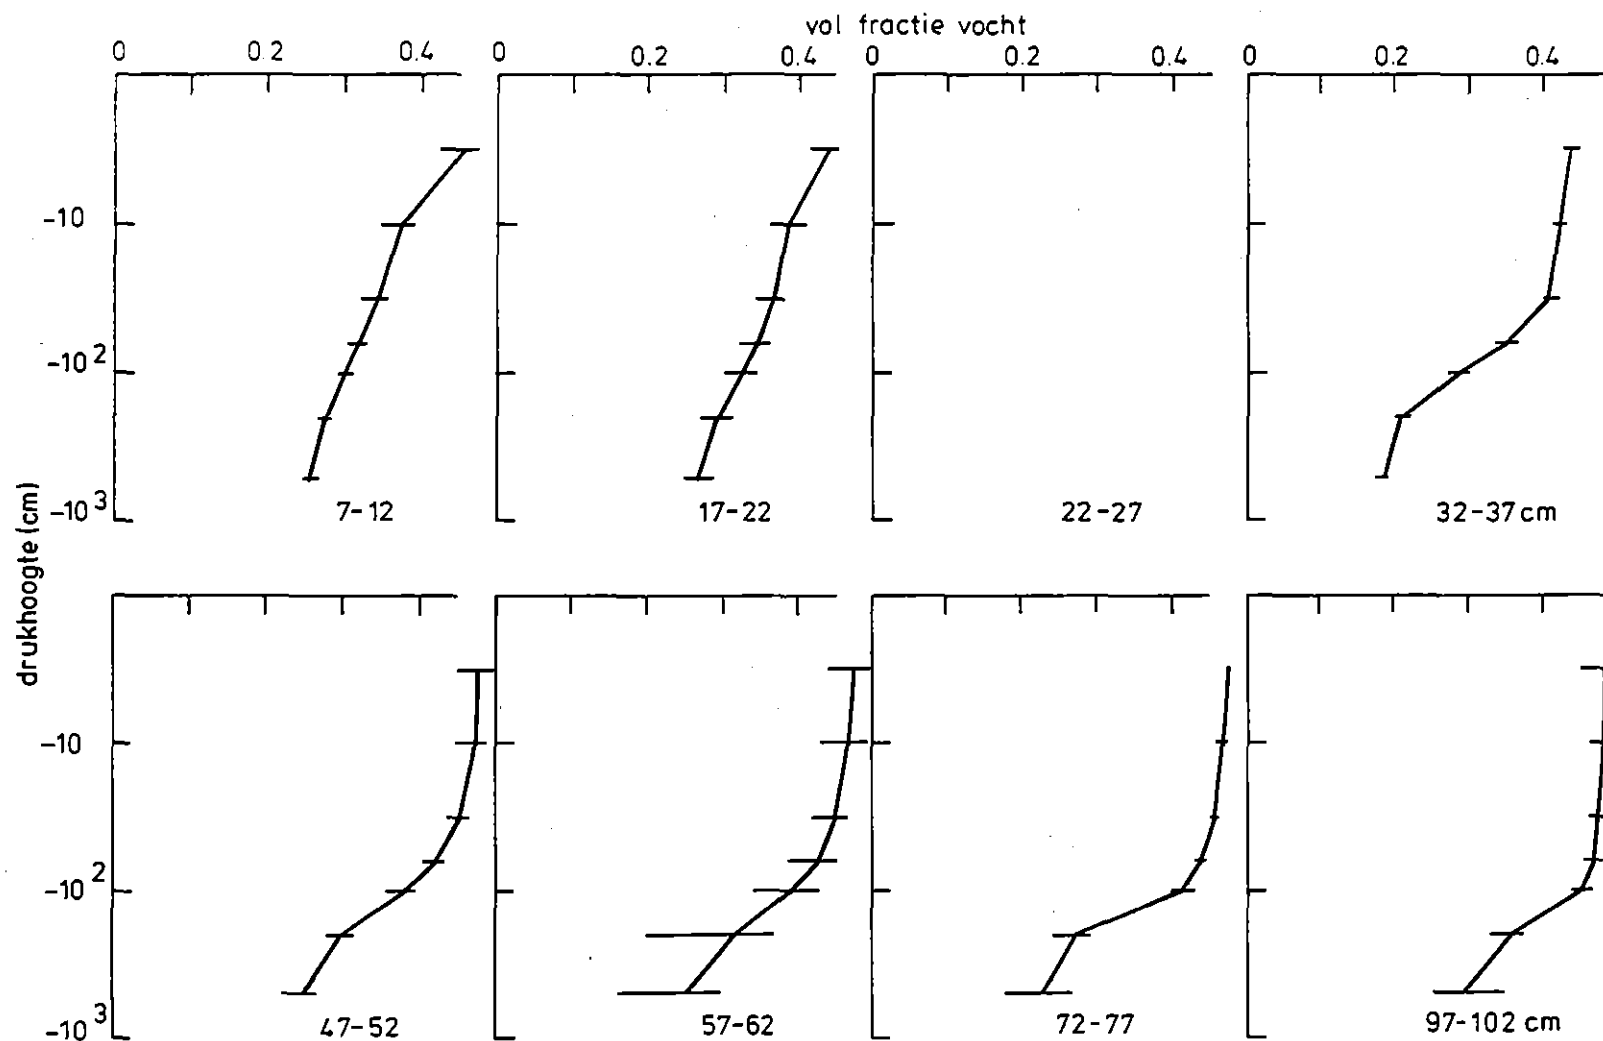 vol fractie vocht
0 0.2 0.4 0 0.2 0.4 0 0.2 0.4 0 0.2 0.4
-10
-10²
-10³
7-12 17-22 22-27 32-37 cm
drukhoogte (cm)
-10
-10²
-10³
47-52 57-62 72-77 97-102 cm